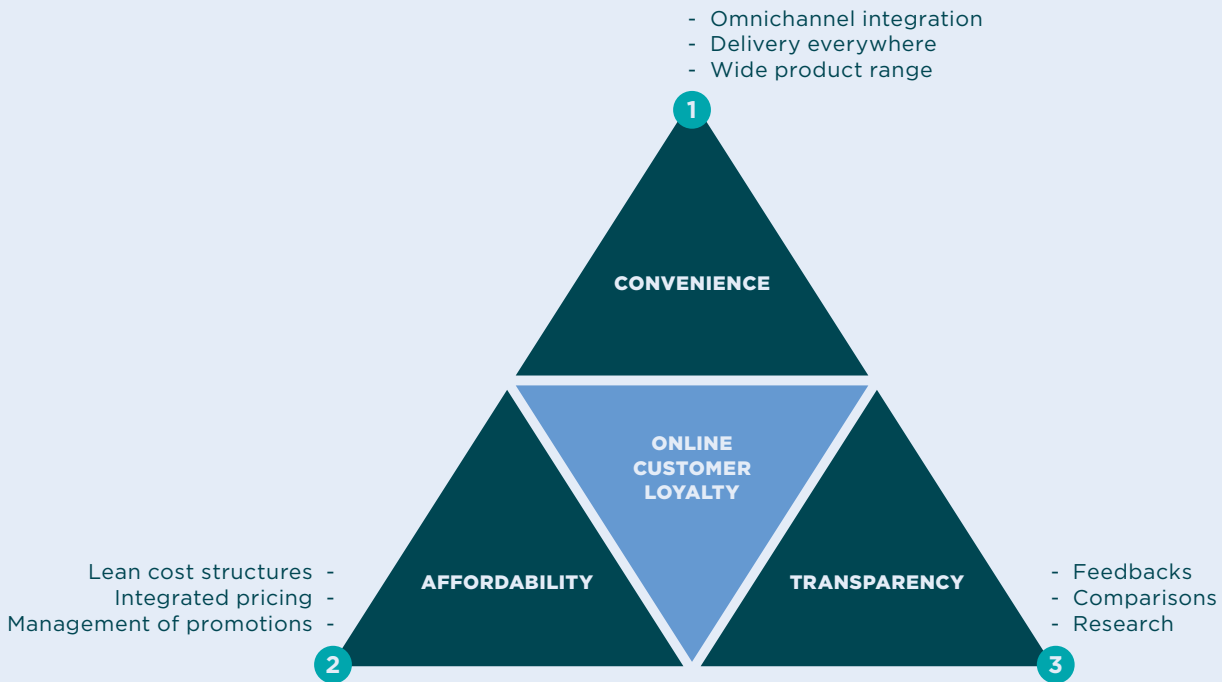 - Omnichannel integration
- Delivery everywhere
- Wide product range
1
CONVENIENCE
ONLINE
CUSTOMER
LOYALTY
AFFORDABILITY
TRANSPARENCY
Lean cost structures -
Integrated pricing -
Management of promotions -
2
- Feedbacks
- Comparisons
- Research
3